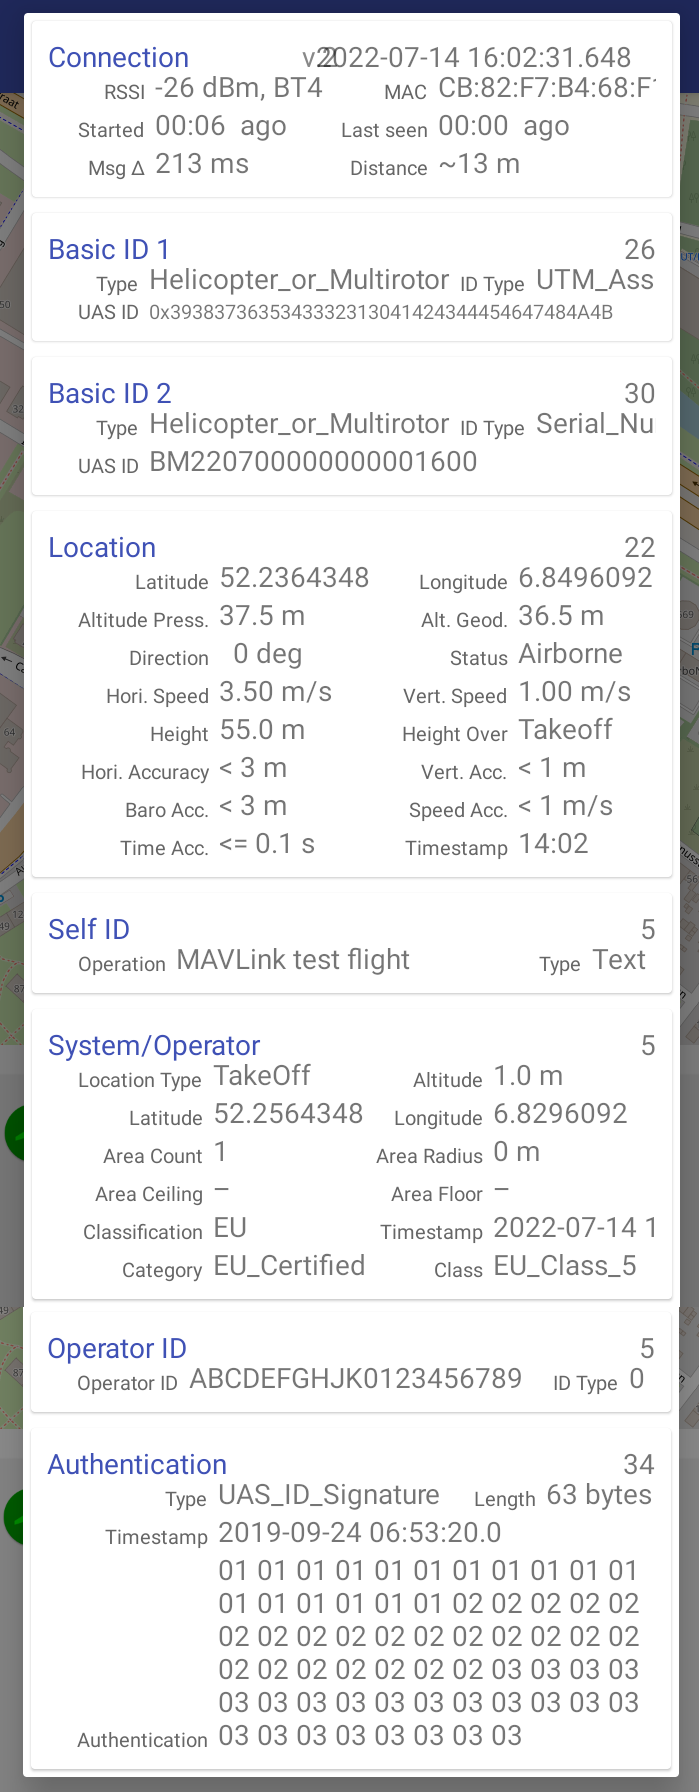 Connection 2022-07-14 16:02:31.648
RSSI -26 dBm, BT4 MAC CB:82:F7:B4:68:F
Started 00:06 ago Last seen 00:00 ago
Msg Δ 213 ms Distance ~13 m
Basic ID 1 26
Type Helicopter_or_Multirotor ID Type UTM_Ass
UAS ID 0x3938373635343332313041424344454647484A4B
Basic ID 2 30
Type Helicopter_or_Multirotor ID Type Serial_Nu
UAS ID BM220700000000001600
Location 22
Latitude 52.2364348 Longitude 6.8496092
Altitude Press. 37.5 m Alt. Geod. 36.5 m
Direction 0 deg Status Airborne
Hori. Speed 3.50 m/s Vert. Speed 1.00 m/s
Height 55.0 m Height Over Takeoff
Hori. Accuracy < 3 m Vert. Acc. < 1 m
Baro Acc. < 3 m Speed Acc. < 1 m/s
Time Acc. <= 0.1 s Timestamp 14:02
Self ID 5
Operation MAVLink test flight Type Text
System/Operator 5
Location Type TakeOff Altitude 1.0 m
Latitude 52.2564348 Longitude 6.8296092
Area Count 1 Area Radius 0 m
Area Ceiling – Area Floor –
Classification EU Timestamp 2022-07-14 1
Category EU_Certified Class EU_Class_5
Operator ID 5
Operator ID ABCDEFGHJK0123456789 ID Type 0
Authentication 34
Type UAS_ID_Signature Length 63 bytes
Timestamp 2019-09-24 06:53:20.0
01 01 01 01 01 01 01 01 01 01 01
01 01 01 01 01 01 02 02 02 02 02
02 02 02 02 02 02 02 02 02 02 02
02 02 02 02 02 02 02 03 03 03 03
03 03 03 03 03 03 03 03 03 03 03
Authentication 03 03 03 03 03 03 03 03